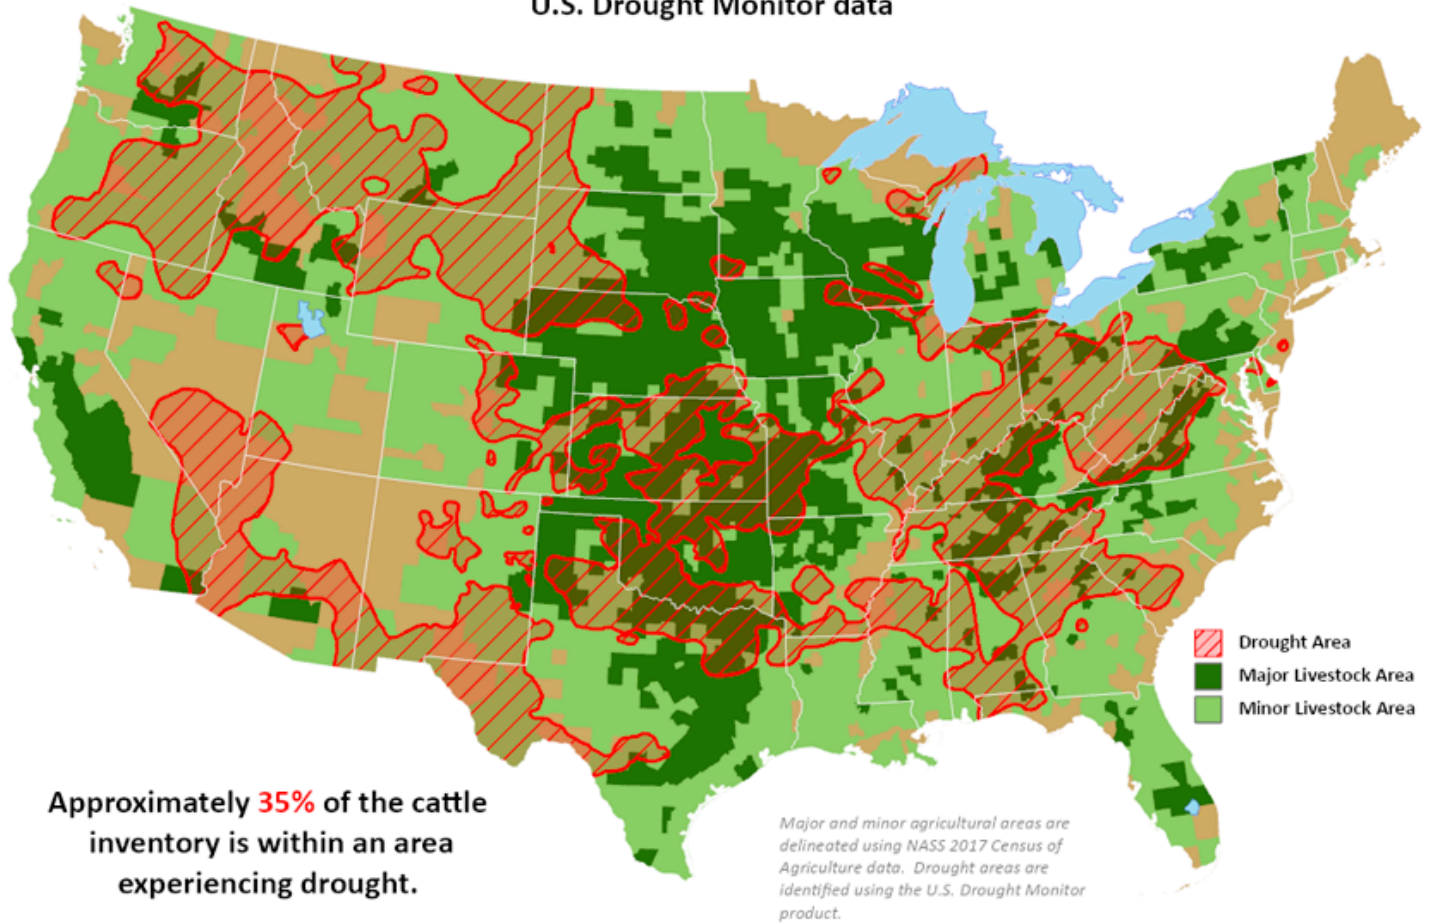 U.S. Drought Monitor data
Drought Area
Major Livestock Area
Minor Livestock Area
Approximately 35% of the cattle
inventory is within an area
experiencing drought.
Major and minor agricultural areas are
delineated using NASS 2017 Census of
Agriculture data. Drought areas are
identified using the U.S. Drought Monitor
product.